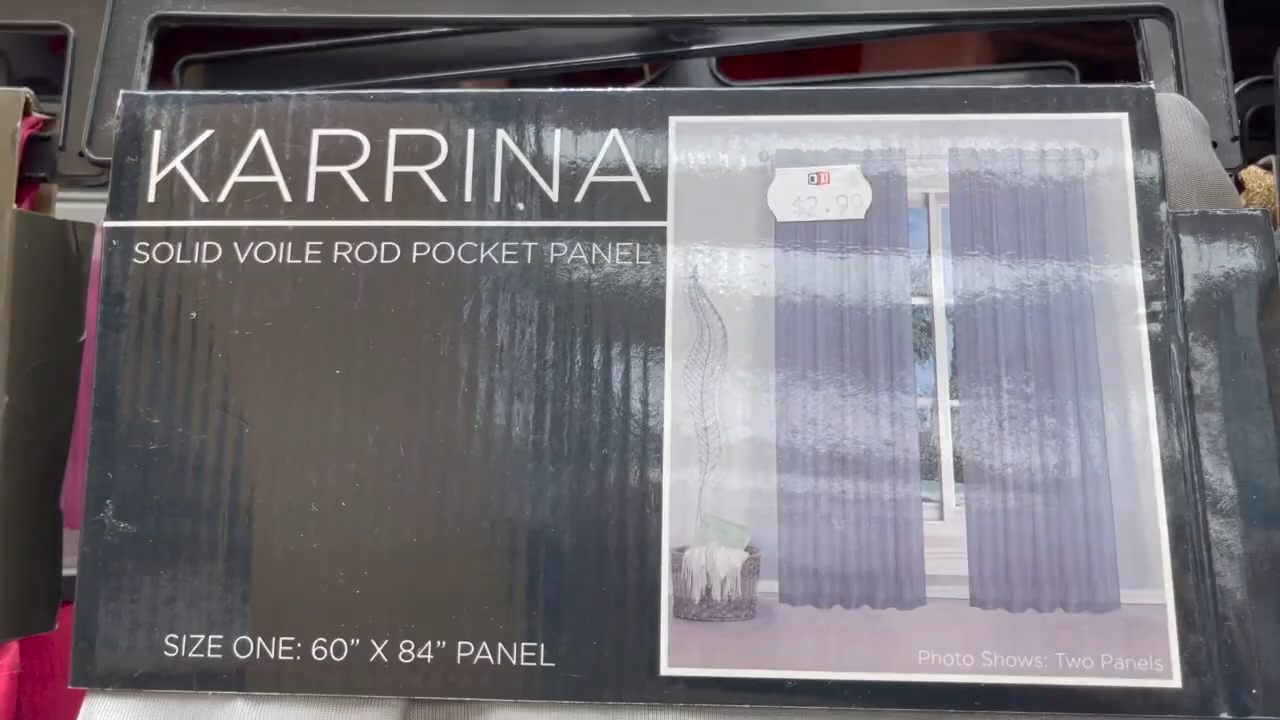 KARRINA
SOLID VOILE ROD POCKET PANEL
$2.99
SIZE ONE: 60” X 84” PANEL
Photo Shows: Two Panels